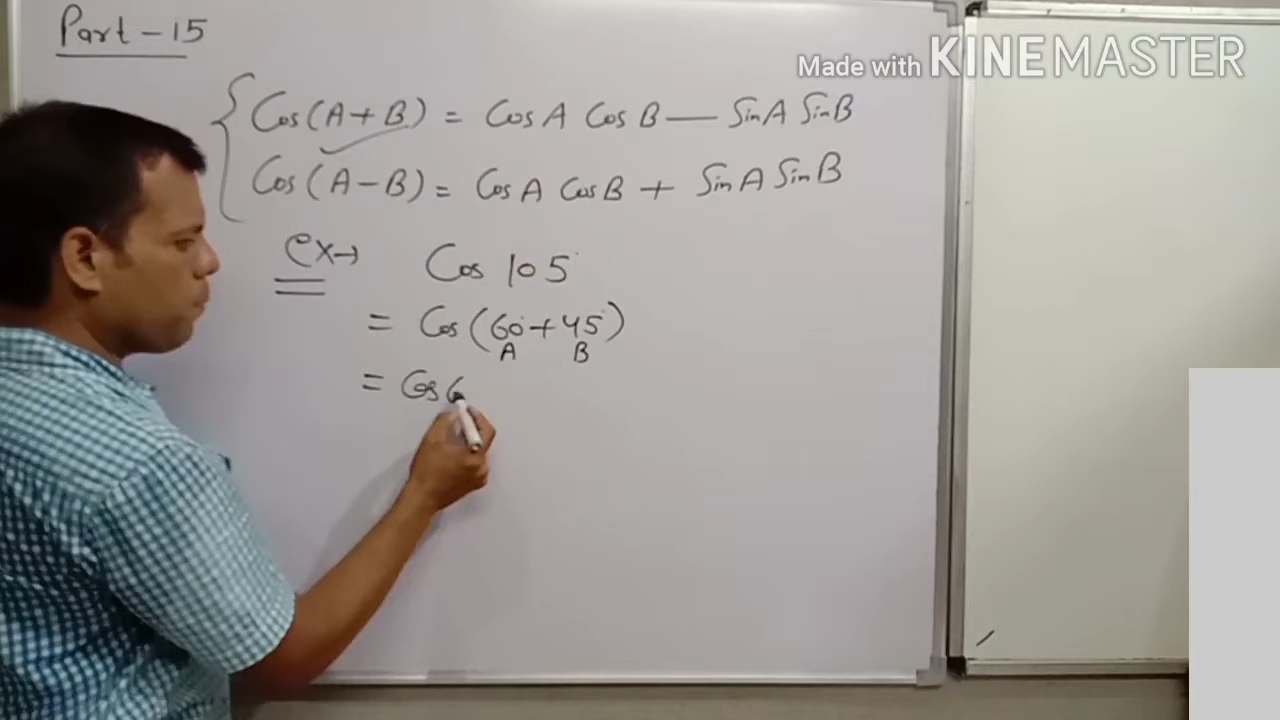 Part - 15
Made with KINEMASTER
Cos(A + B) = Cos A Cos B — Sin A Sin B
Cos(A - B) = Cos A Cos B + Sin A Sin B
ex→ Cos 105°
= Cos(60° + 45°)
A B
= Cos 6